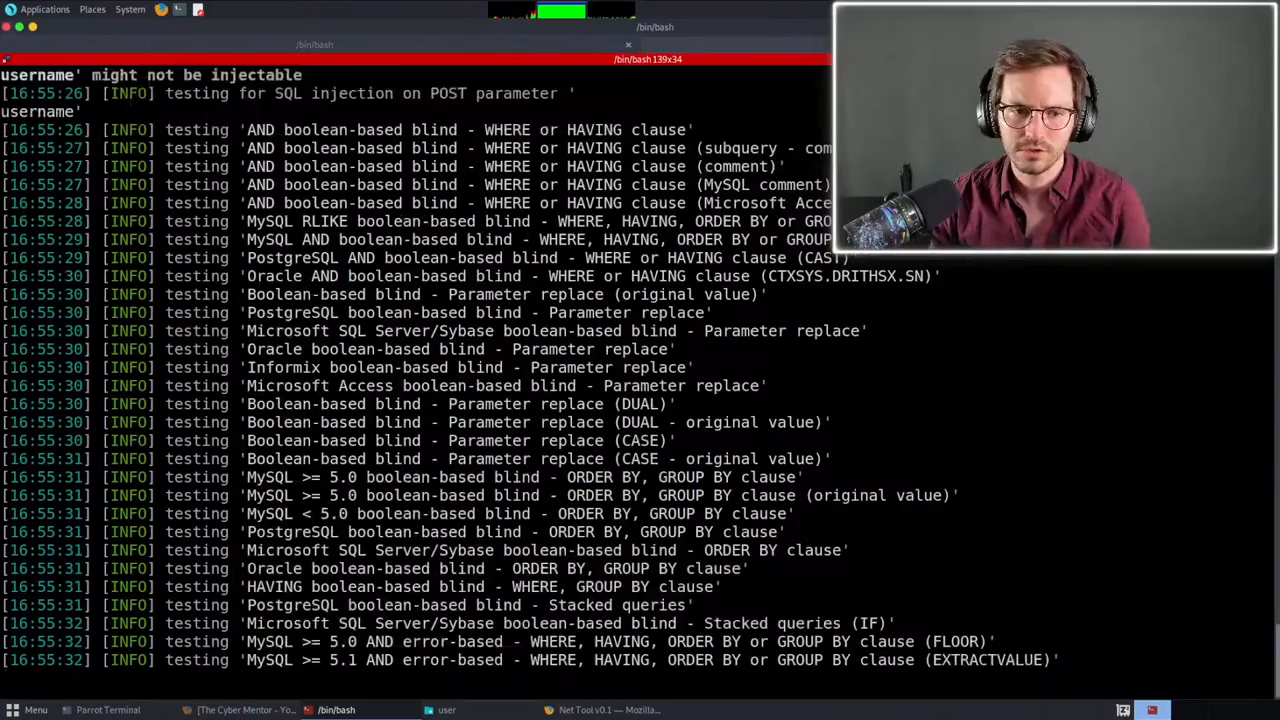 Applications Places System
/bin/bash
/bin/bash
/bin/bash 139x34
username' might not be injectable
[16:55:26] [INFO] testing for SQL injection on POST parameter '
username'
[16:55:26] [INFO] testing 'AND boolean-based blind - WHERE or HAVING clause'
[16:55:27] [INFO] testing 'AND boolean-based blind - WHERE or HAVING clause (subquery - com
[16:55:27] [INFO] testing 'AND boolean-based blind - WHERE or HAVING clause (comment)'
[16:55:27] [INFO] testing 'AND boolean-based blind - WHERE or HAVING clause (MySQL comment)
[16:55:28] [INFO] testing 'AND boolean-based blind - WHERE or HAVING clause (Microsoft Acce
[16:55:28] [INFO] testing 'MySQL RLIKE boolean-based blind - WHERE, HAVING, ORDER BY or GRO
[16:55:29] [INFO] testing 'MySQL AND boolean-based blind - WHERE, HAVING, ORDER BY or GROUP
[16:55:29] [INFO] testing 'PostgreSQL AND boolean-based blind - WHERE or HAVING clause (CAST)'
[16:55:30] [INFO] testing 'Oracle AND boolean-based blind - WHERE or HAVING clause (CTXSYS.DRITHSX.SN)'
[16:55:30] [INFO] testing 'Boolean-based blind - Parameter replace (original value)'
[16:55:30] [INFO] testing 'PostgreSQL boolean-based blind - Parameter replace'
[16:55:30] [INFO] testing 'Microsoft SQL Server/Sybase boolean-based blind - Parameter replace'
[16:55:30] [INFO] testing 'Oracle boolean-based blind - Parameter replace'
[16:55:30] [INFO] testing 'Informix boolean-based blind - Parameter replace'
[16:55:30] [INFO] testing 'Microsoft Access boolean-based blind - Parameter replace'
[16:55:30] [INFO] testing 'Boolean-based blind - Parameter replace (DUAL)'
[16:55:30] [INFO] testing 'Boolean-based blind - Parameter replace (DUAL - original value)'
[16:55:30] [INFO] testing 'Boolean-based blind - Parameter replace (CASE)'
[16:55:31] [INFO] testing 'Boolean-based blind - Parameter replace (CASE - original value)'
[16:55:31] [INFO] testing 'MySQL >= 5.0 boolean-based blind - ORDER BY, GROUP BY clause'
[16:55:31] [INFO] testing 'MySQL >= 5.0 boolean-based blind - ORDER BY, GROUP BY clause (original value)'
[16:55:31] [INFO] testing 'MySQL < 5.0 boolean-based blind - ORDER BY, GROUP BY clause'
[16:55:31] [INFO] testing 'PostgreSQL boolean-based blind - ORDER BY, GROUP BY clause'
[16:55:31] [INFO] testing 'Microsoft SQL Server/Sybase boolean-based blind - ORDER BY clause'
[16:55:31] [INFO] testing 'Oracle boolean-based blind - ORDER BY, GROUP BY clause'
[16:55:31] [INFO] testing 'HAVING boolean-based blind - WHERE, GROUP BY clause'
[16:55:31] [INFO] testing 'PostgreSQL boolean-based blind - Stacked queries'
[16:55:32] [INFO] testing 'Microsoft SQL Server/Sybase boolean-based blind - Stacked queries (IF)'
[16:55:32] [INFO] testing 'MySQL >= 5.0 AND error-based - WHERE, HAVING, ORDER BY or GROUP BY clause (FLOOR)'
[16:55:32] [INFO] testing 'MySQL >= 5.1 AND error-based - WHERE, HAVING, ORDER BY or GROUP BY clause (EXTRACTVALUE)'
Menu Parrot Terminal [The Cyber Mentor - Yo... /bin/bash user Net Tool v0.1 — Mozilla...